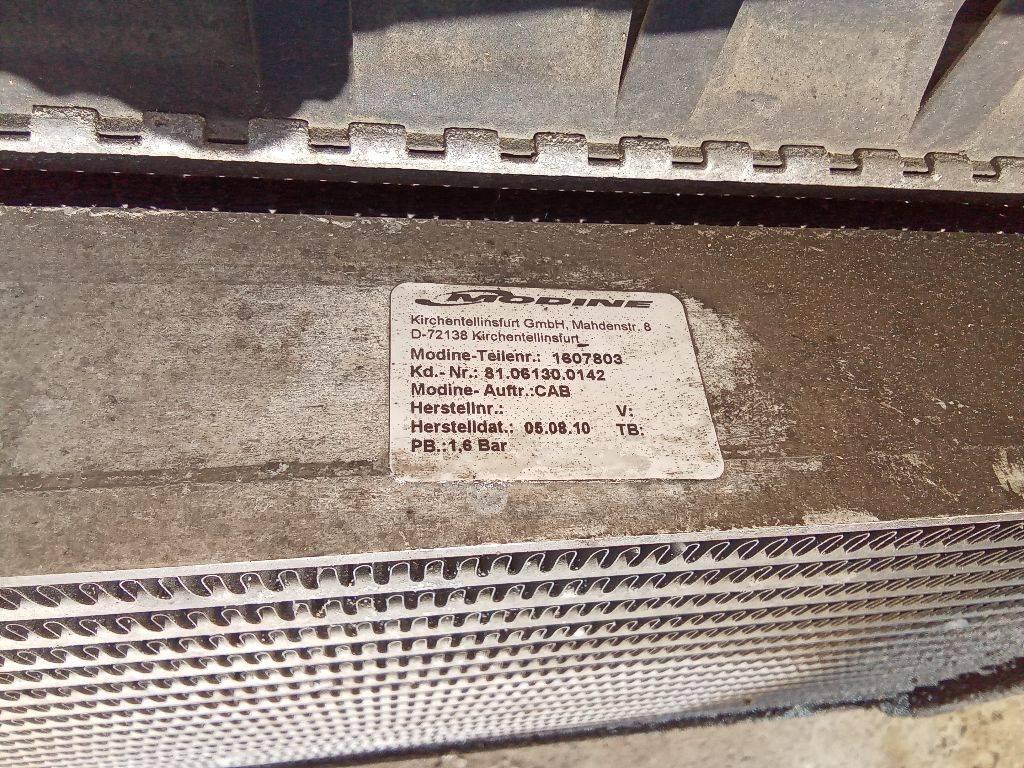 MODINE
Kirchentellinsfurt GmbH, Mahdenstr. 8
D-72138 Kirchentellinsfurt
Modine-Teilenr.: 1607803
Kd.- Nr.: 81.06130.0142
Modine- Auftr.:CAB
Herstellnr.: V:
Herstelldat.: 05.08.10 TB:
PB.:1,6 Bar